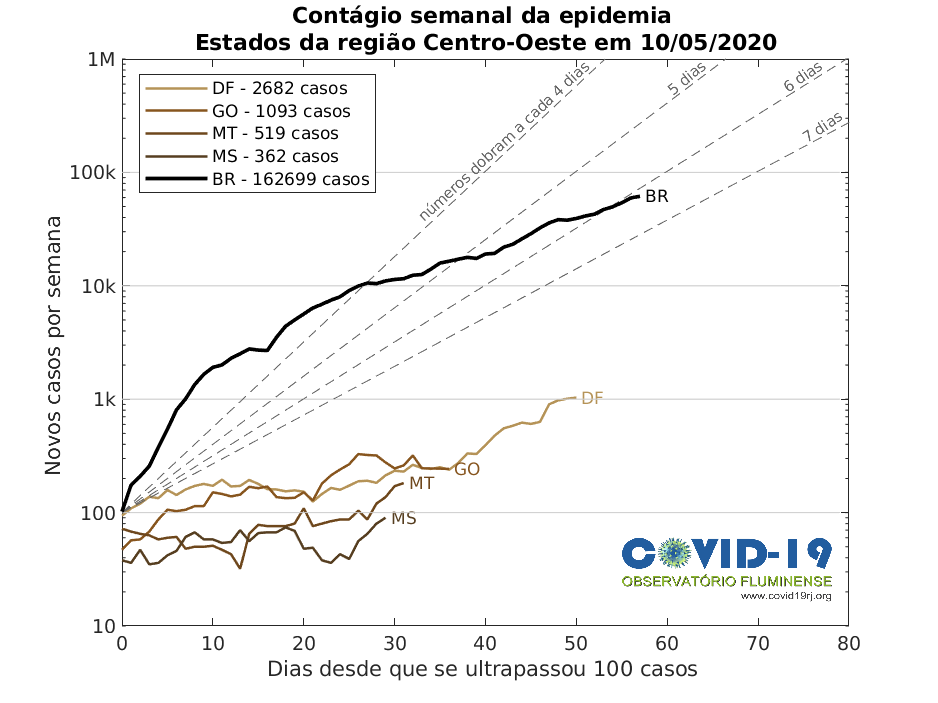 Contágio semanal da epidemia
Estados da região Centro-Oeste em 10/05/2020
1M
100k
10k
1k
100
10
Novos casos por semana
DF - 2682 casos
GO - 1093 casos
MT - 519 casos
MS - 362 casos
BR - 162699 casos
números dobram a cada 4 dias
5 dias
6 dias
7 dias
BR
DF
GO
MT
MS
COVID-19
OBSERVATÓRIO FLUMINENSE
www.covid19rj.org
0 10 20 30 40 50 60 70 80
Dias desde que se ultrapassou 100 casos